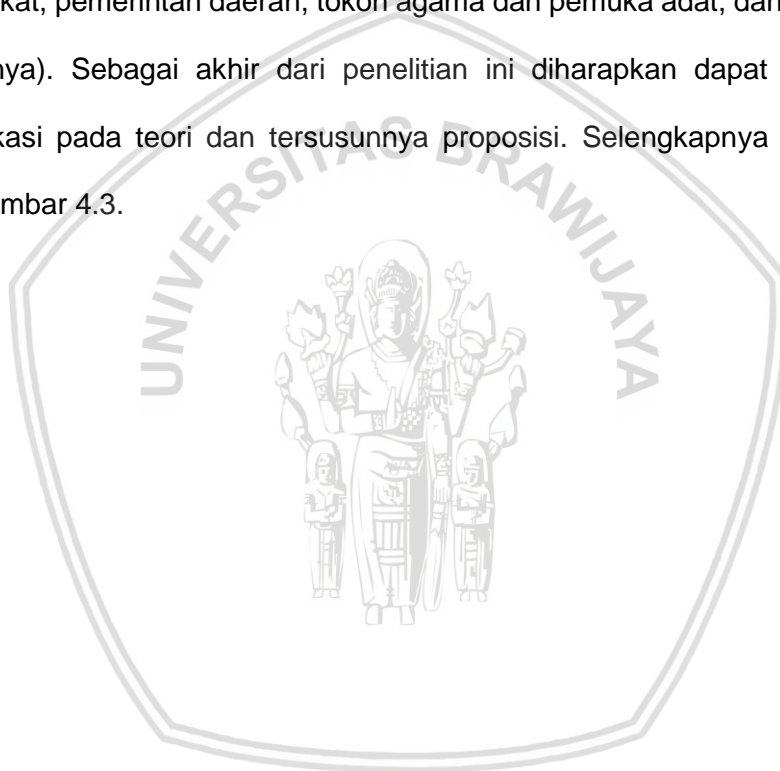 kat, pemerintah daerah, tokoh agama dan pemuka adat, dan
nya). Sebagai akhir dari penelitian ini diharapkan dapat
kasi pada teori dan tersusunnya proposisi. Selengkapnya
mbar 4.3.
UNIVERSITAS BRAWIJAYA